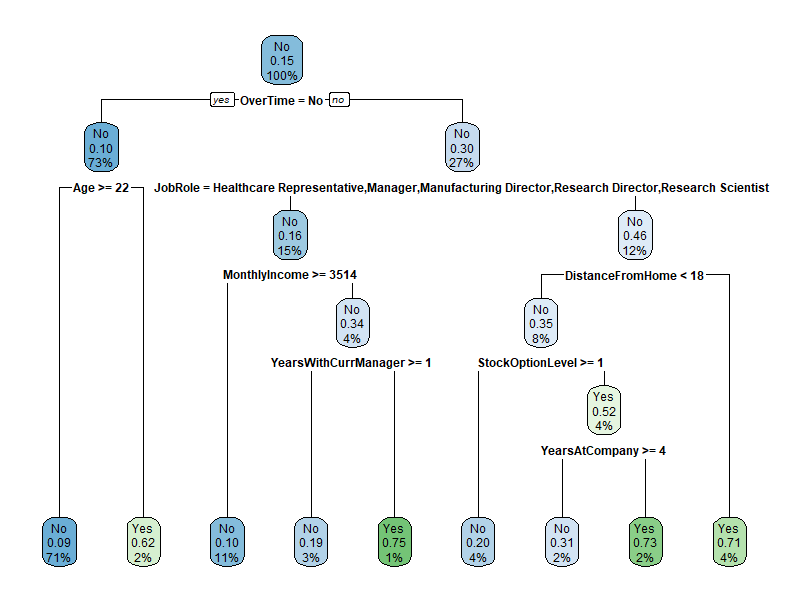 No
0.15
100%
yes OverTime = No no
No
0.10
73%
No
0.30
27%
Age >= 22
JobRole = Healthcare Representative,Manager,Manufacturing Director,Research Director,Research Scientist
No
0.16
15%
No
0.46
12%
MonthlyIncome >= 3514
DistanceFromHome < 18
No
0.34
4%
No
0.35
8%
YearsWithCurrManager >= 1
StockOptionLevel >= 1
Yes
0.52
4%
YearsAtCompany >= 4
No
0.09
71%
Yes
0.62
2%
No
0.10
11%
No
0.19
3%
Yes
0.75
1%
No
0.20
4%
No
0.31
2%
Yes
0.73
2%
Yes
0.71
4%